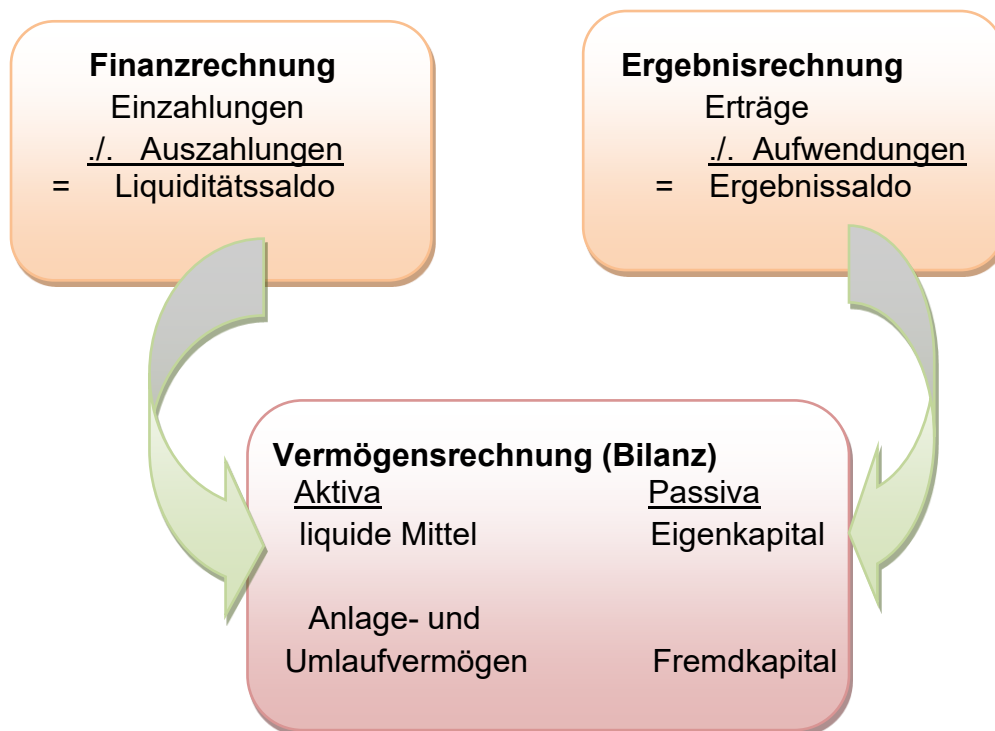 Finanzrechnung
Einzahlungen
./. Auszahlungen
= Liquiditätssaldo
Ergebnisrechnung
Erträge
./. Aufwendungen
= Ergebnissaldo
Vermögensrechnung (Bilanz)
Aktiva Passiva
liquide Mittel Eigenkapital
Anlage- und
Umlaufvermögen Fremdkapital